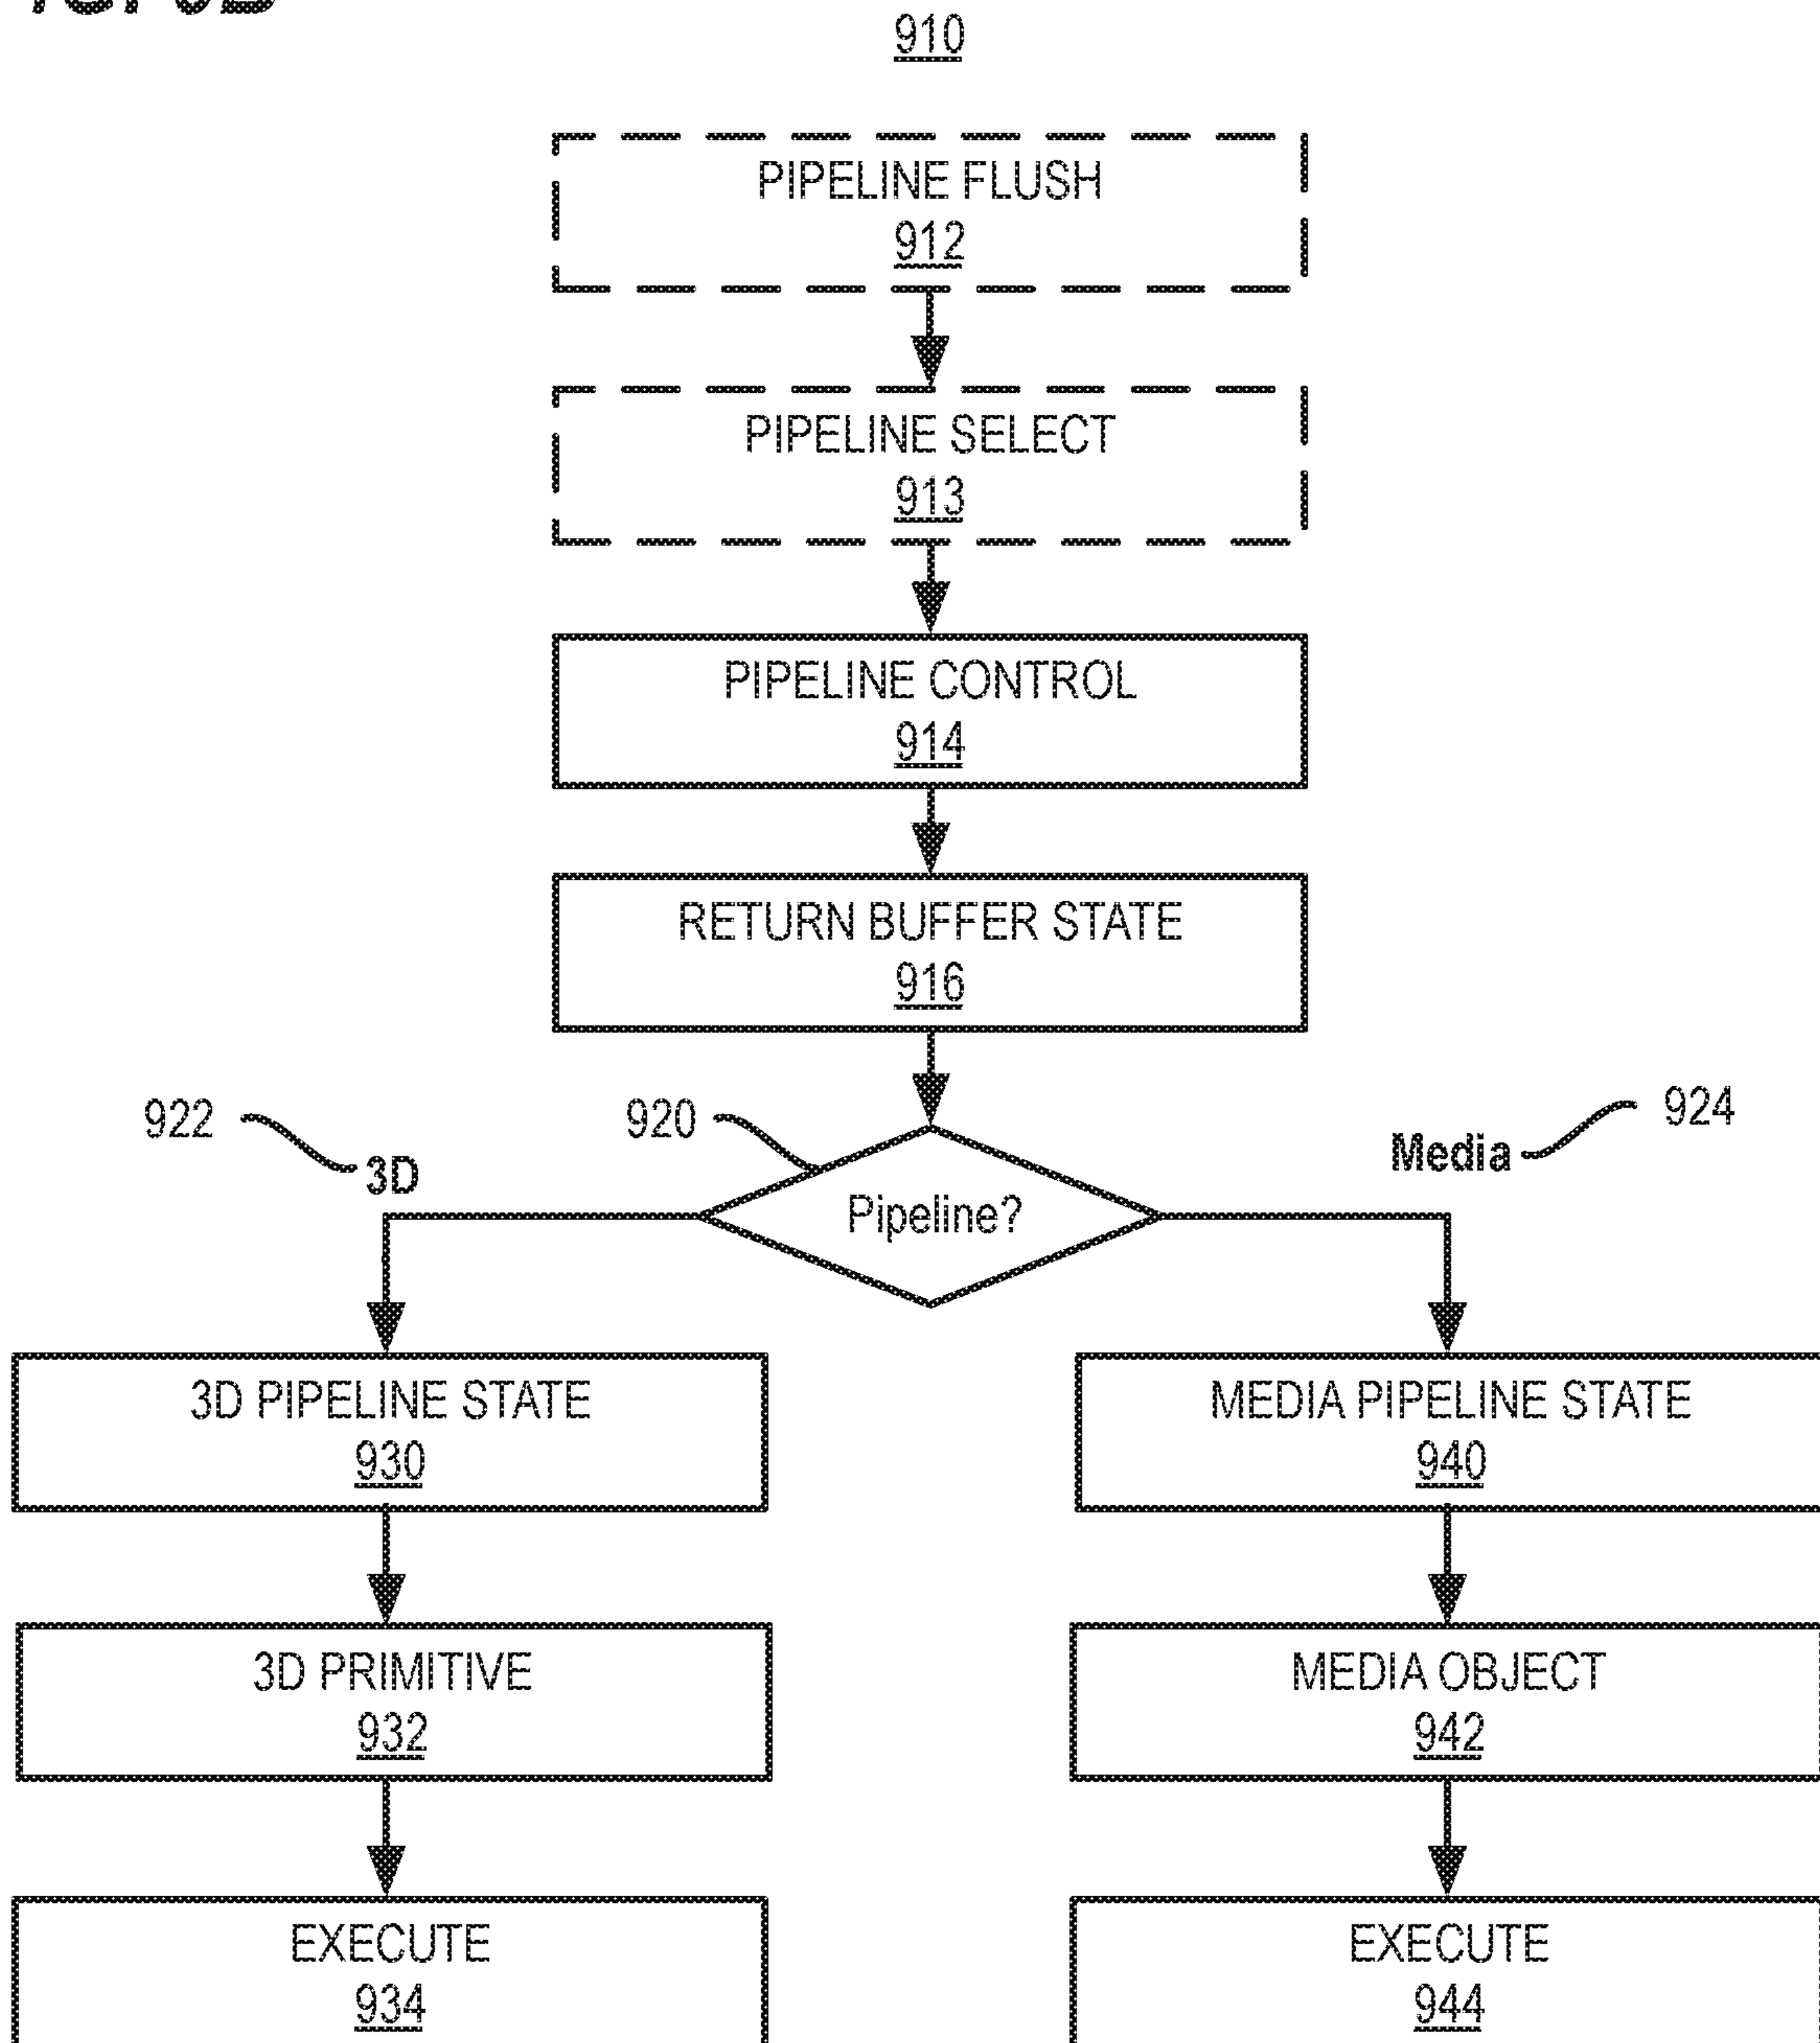 910
PIPELINE FLUSH
912
PIPELINE SELECT
913
PIPELINE CONTROL
914
RETURN BUFFER STATE
916
922
920
924
3D
Media
Pipeline?
3D PIPELINE STATE
930
MEDIA PIPELINE STATE
940
3D PRIMITIVE
932
MEDIA OBJECT
942
EXECUTE
934
EXECUTE
944